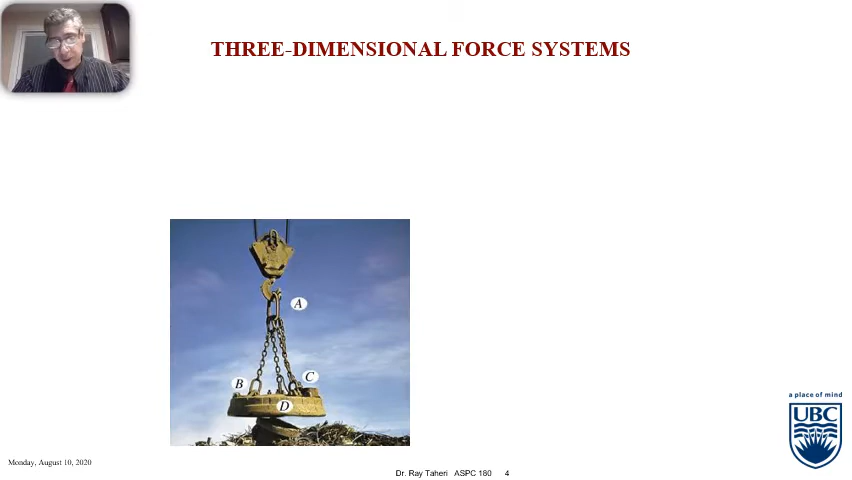 THREE-DIMENSIONAL FORCE SYSTEMS
A
B
C
D
a place of mind
UBC
Monday, August 10, 2020
Dr. Ray Taheri ASPC 180 4